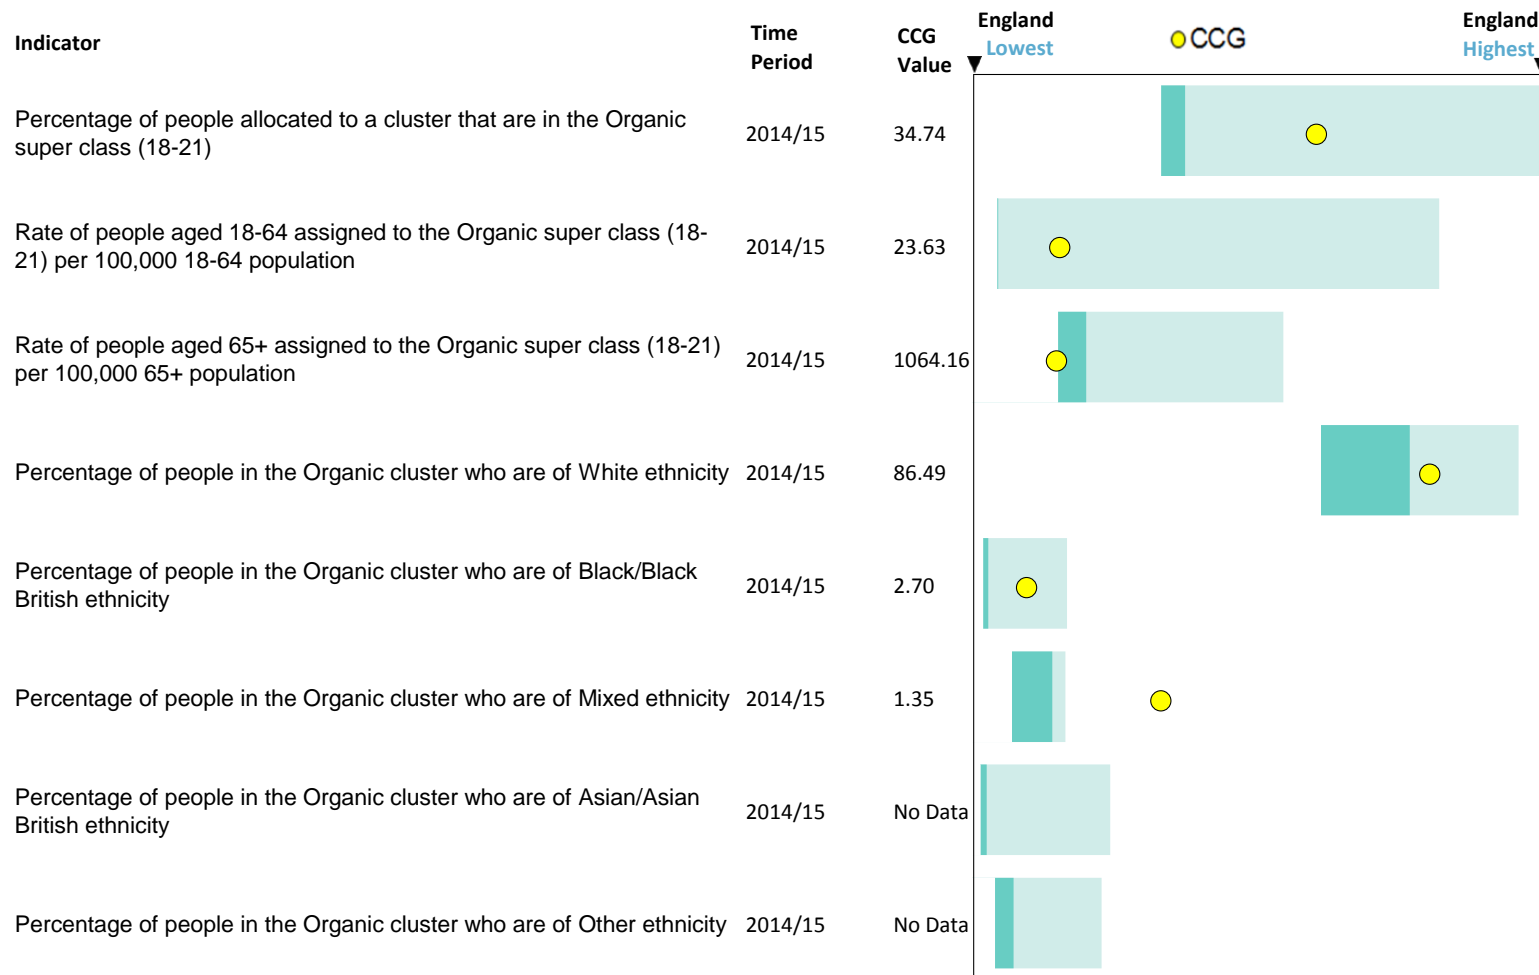 Indicator
Time
Period
CCG
Value
England
Lowest
CCG
England
Highest
Percentage of people allocated to a cluster that are in the Organic
super class (18-21)
2014/15
34.74
Rate of people aged 18-64 assigned to the Organic super class (18-
21) per 100,000 18-64 population
2014/15
23.63
Rate of people aged 65+ assigned to the Organic super class (18-21)
per 100,000 65+ population
2014/15
1064.16
Percentage of people in the Organic cluster who are of White ethnicity
2014/15
86.49
Percentage of people in the Organic cluster who are of Black/Black
British ethnicity
2014/15
2.70
Percentage of people in the Organic cluster who are of Mixed ethnicity
2014/15
1.35
Percentage of people in the Organic cluster who are of Asian/Asian
British ethnicity
2014/15
No Data
Percentage of people in the Organic cluster who are of Other ethnicity
2014/15
No Data